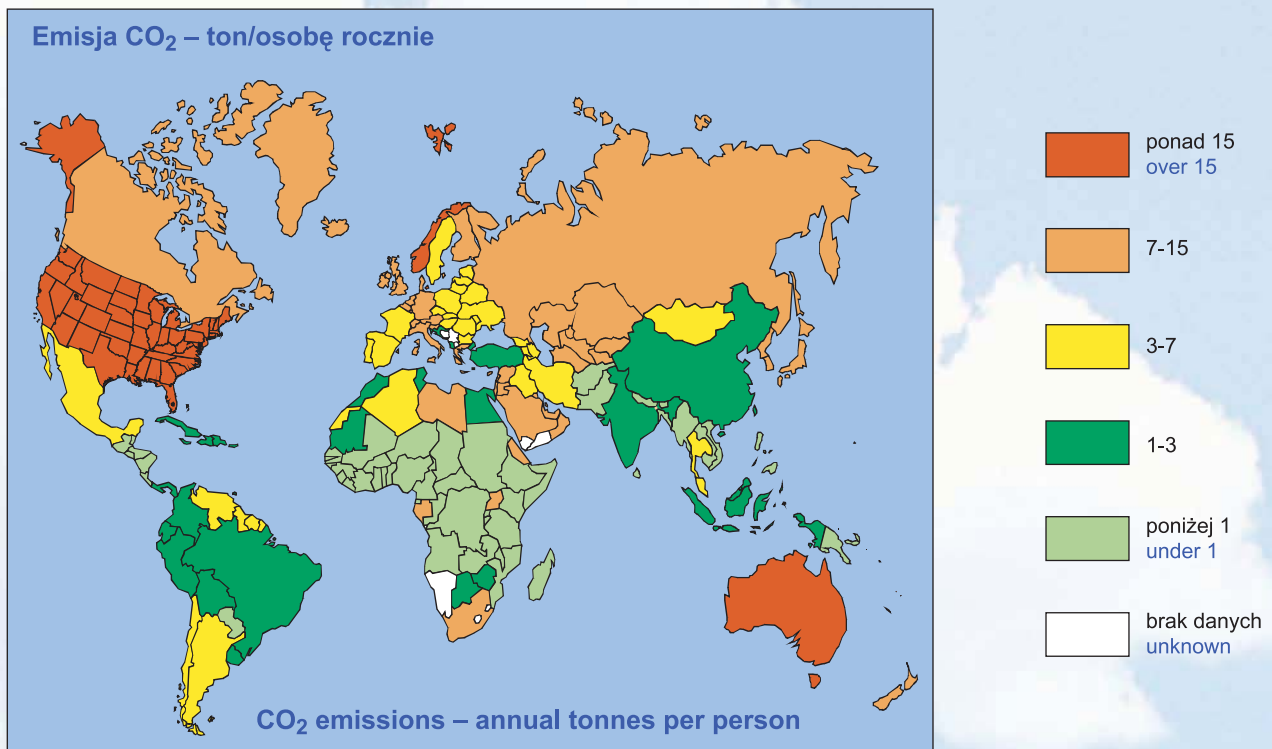 Emisja CO₂ – ton/osobę rocznie
ponad 15
over 15
7-15
3-7
1-3
poniżej 1
under 1
brak danych
unknown
CO₂ emissions – annual tonnes per person